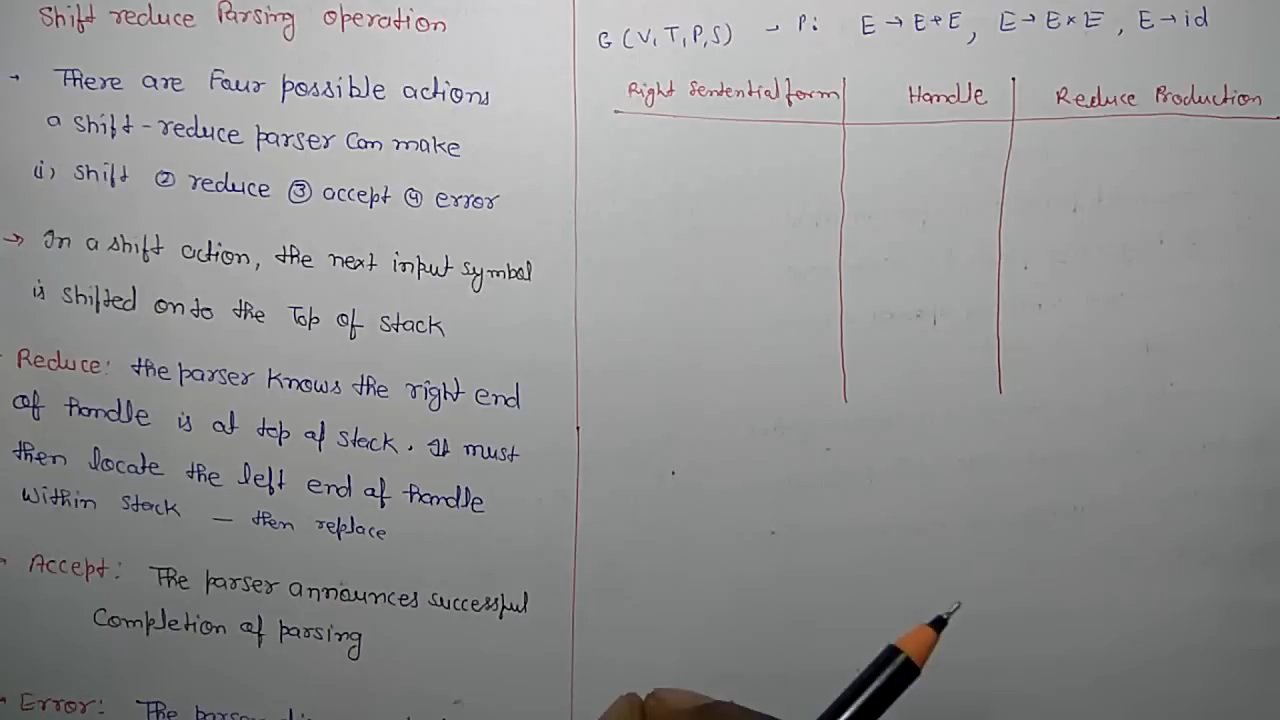 Shift reduce Parsing operation
There are Four possible actions
a shift-reduce parser can make
(i) shift ② reduce ③ accept ④ error
→ In a shift action, the next input symbol
is shifted onto the Top of stack
Reduce: the parser knows the right end
of handle is at top of stack. It must
then locate the left end of handle
within stack — then replace
Accept: The parser announces successful
Completion of parsing
Error: The parser
G (V, T, P, S) → P: E → E + E, E → E × E, E → id
Right Sentential form Handle Reduce Production